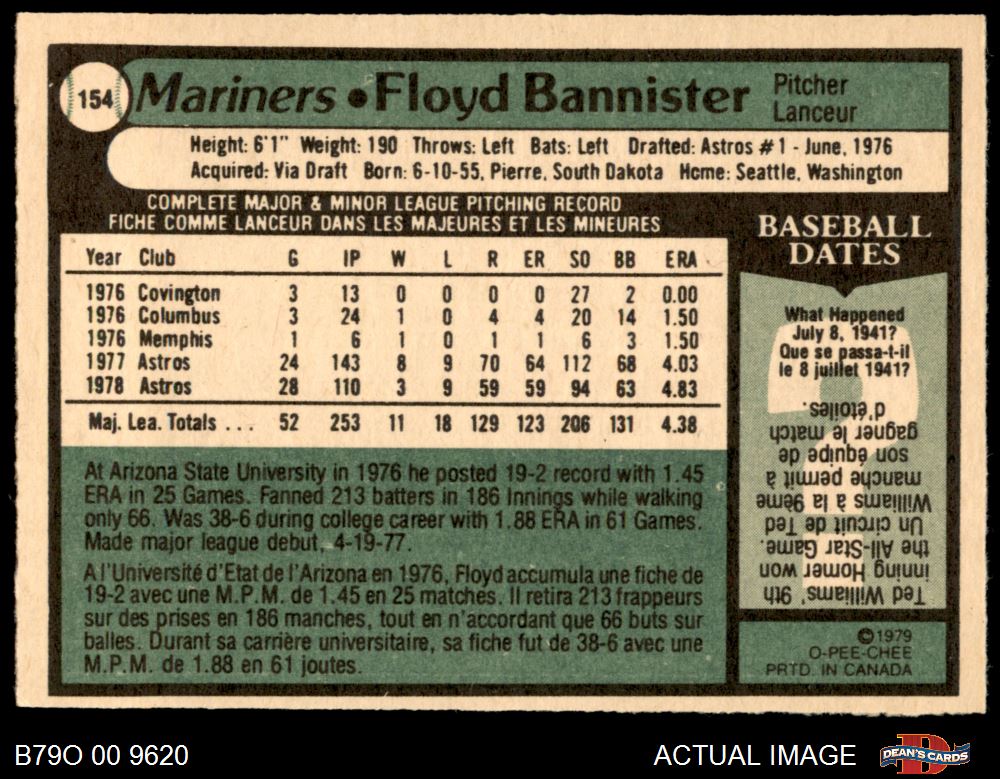 154
Mariners • Floyd Bannister
Pitcher
Lanceur
Height: 6'1" Weight: 190 Throws: Left Bats: Left Drafted: Astros #1 - June, 1976
Acquired: Via Draft Born: 6-10-55, Pierre, South Dakota Home: Seattle, Washington
COMPLETE MAJOR & MINOR LEAGUE PITCHING RECORD
FICHE COMME LANCEUR DANS LES MAJEURES ET LES MINEURES
Year Club G IP W L R ER SO BB ERA
1976 Covington 3 13 0 0 0 0 27 2 0.00
1976 Columbus 3 24 1 0 4 4 20 14 1.50
1976 Memphis 1 6 1 0 1 1 6 3 1.50
1977 Astros 24 143 8 9 70 64 112 68 4.03
1978 Astros 28 110 3 9 59 59 94 63 4.83
Maj. Lea. Totals . . . 52 253 11 18 129 123 206 131 4.38
At Arizona State University in 1976 he posted 19-2 record with 1.45
ERA in 25 Games. Fanned 213 batters in 186 Innings while walking
only 66. Was 38-6 during college career with 1.88 ERA in 61 Games.
Made major league debut, 4-19-77.
A l'Université d'Etat de l'Arizona en 1976, Floyd accumula une fiche de
19-2 avec une M.P.M. de 1.45 en 25 matches. Il retira 213 frappeurs
sur des prises en 186 manches, tout en n'accordant que 66 buts sur
balles. Durant sa carrière universitaire, sa fiche fut de 38-6 avec une
M.P.M. de 1.88 en 61 joutes.
BASEBALL
DATES
What Happened
July 8, 1941?
Que se passa-t-il
le 8 juillet 1941?
Ted Williams' 9th
inning Homer won
the All-Star Game.
Un circuit de Ted
Williams à la 9ème
manche permit à
son équipe de
gagner le match
d'étoiles.
©1979
O-PEE-CHEE
PRTD. IN CANADA
B79O 00 9620
ACTUAL IMAGE
DEAN'S CARDS